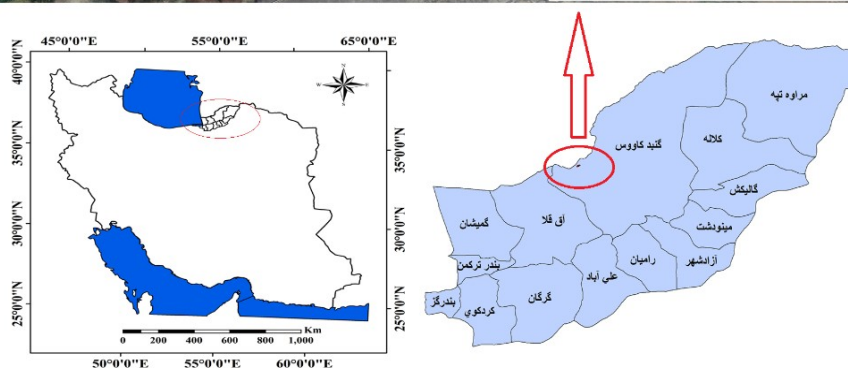 45°0'0"E
55°0'0"E
65°0'0"E
40°0'0"N
35°0'0"N
30°0'0"N
25°0'0"N
40°0'0"N
35°0'0"N
30°0'0"N
25°0'0"N
N
W
E
S
Km
0 200 400 600 800 1,000
50°0'0"E
55°0'0"E
60°0'0"E
مراوه تپه
کلاله
گنبد کاووس
گالیکش
مینودشت
آزادشهر
رامیان
علي آباد
آق قلا
گمیشان
بندر ترکمن
گرگان
کردکوي
بندرگز